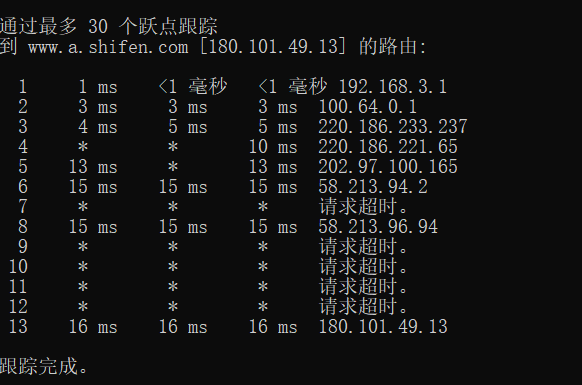 通过最多 30 个跃点跟踪
到 www.a.shifen.com [180.101.49.13] 的路由:
1 1 ms <1 毫秒 <1 毫秒 192.168.3.1
2 3 ms 3 ms 3 ms 100.64.0.1
3 4 ms 5 ms 5 ms 220.186.233.237
4 * * 10 ms 220.186.221.65
5 13 ms * 13 ms 202.97.100.165
6 15 ms 15 ms 15 ms 58.213.94.2
7 * * * 请求超时。
8 15 ms 15 ms 15 ms 58.213.96.94
9 * * * 请求超时。
10 * * * 请求超时。
11 * * * 请求超时。
12 * * * 请求超时。
13 16 ms 16 ms 16 ms 180.101.49.13
跟踪完成。